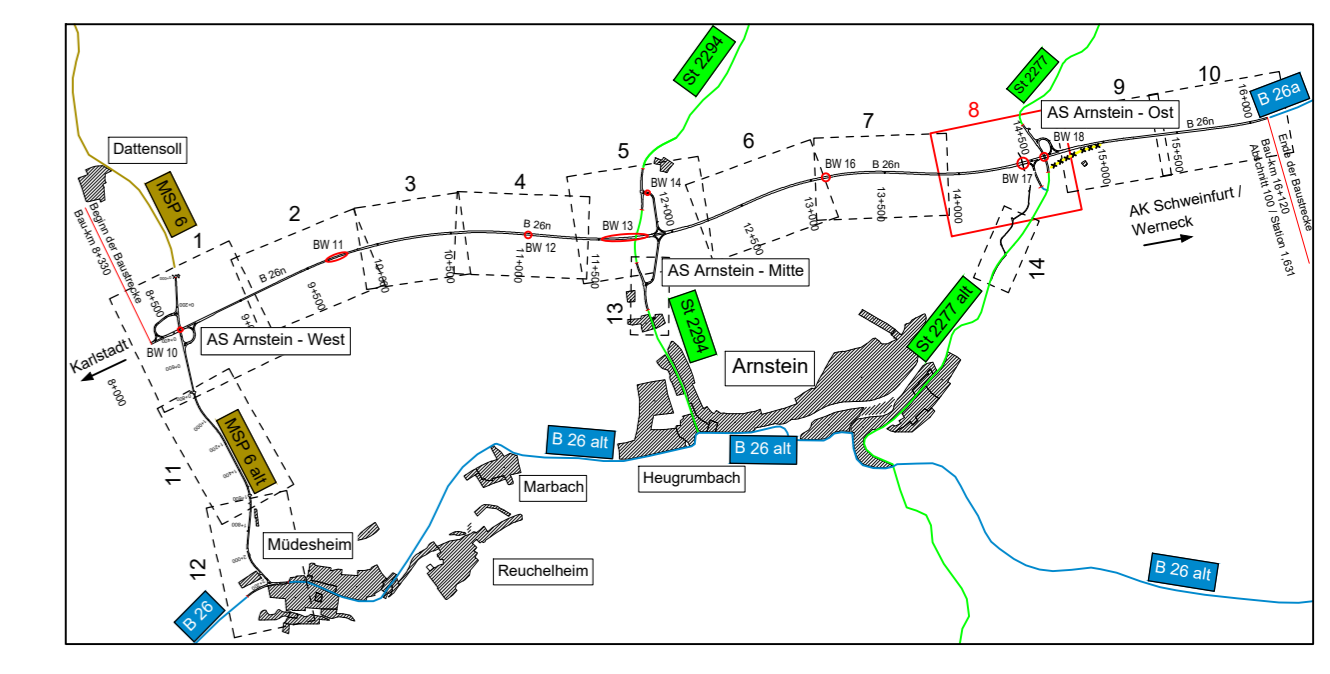 St 2294
St 2277
Dattensoll
MSP 6
1
2
3
4
5
6
7
8
9
10
B 26a
AS Arnstein - Ost
B 26n
BW 18
BW 17
14+500
15+000
15+500
16+000
Ende der Baustrecke
Bau-km 16+120
Abschnitt 100 / Station 1,631
AK Schweinfurt /
Werneck
Beginn der Baustrecke
Bau-km 8+330
8+500
BW 10
AS Arnstein - West
Karlstadt
8+000
B 26n
9+500
BW 11
10+000
10+500
B 26n
BW 12
11+000
11+500
BW 13
BW 14
12+000
AS Arnstein - Mitte
12+500
BW 16
13+000
B 26n
13+500
14+000
13
14
St 2294
St 2277 alt
Arnstein
MSP 6 alt
11
12
B 26 alt
B 26 alt
Heugrumbach
Marbach
Reuchelheim
Müdesheim
B 26
B 26 alt